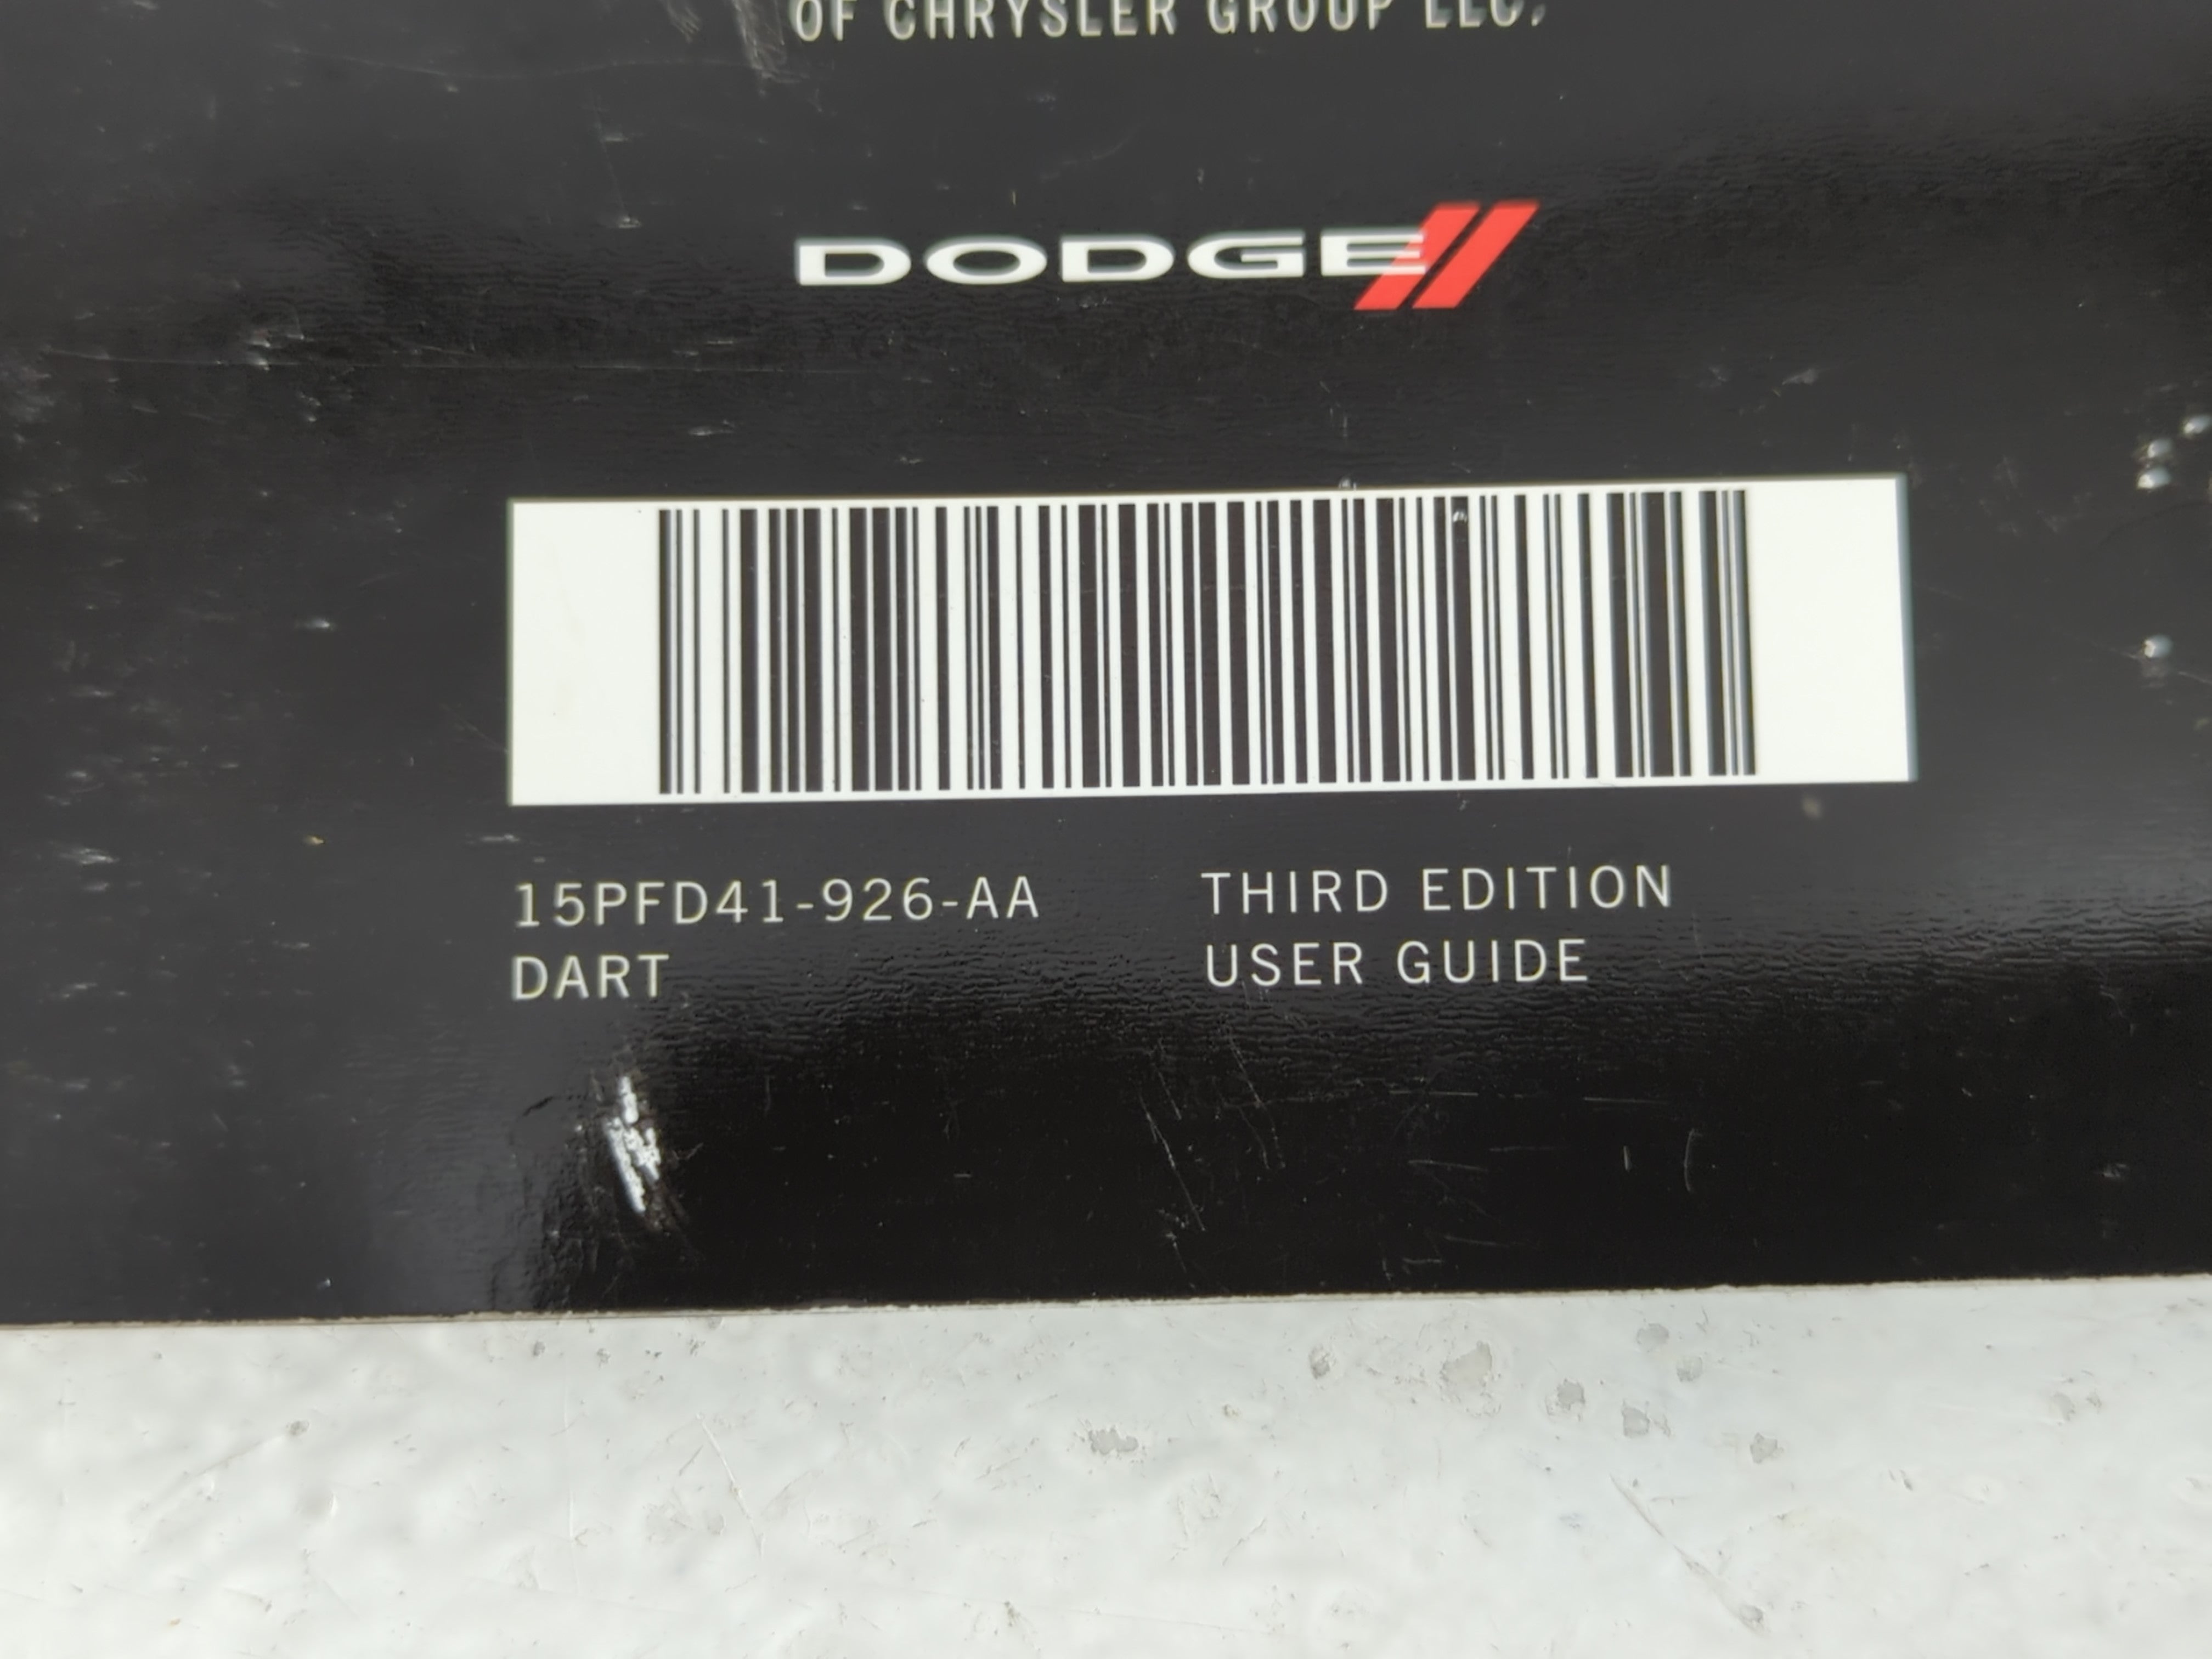 OF CHRYSLER GROUP LLC.
DODGE
15PFD41-926-AA
DART
THIRD EDITION
USER GUIDE